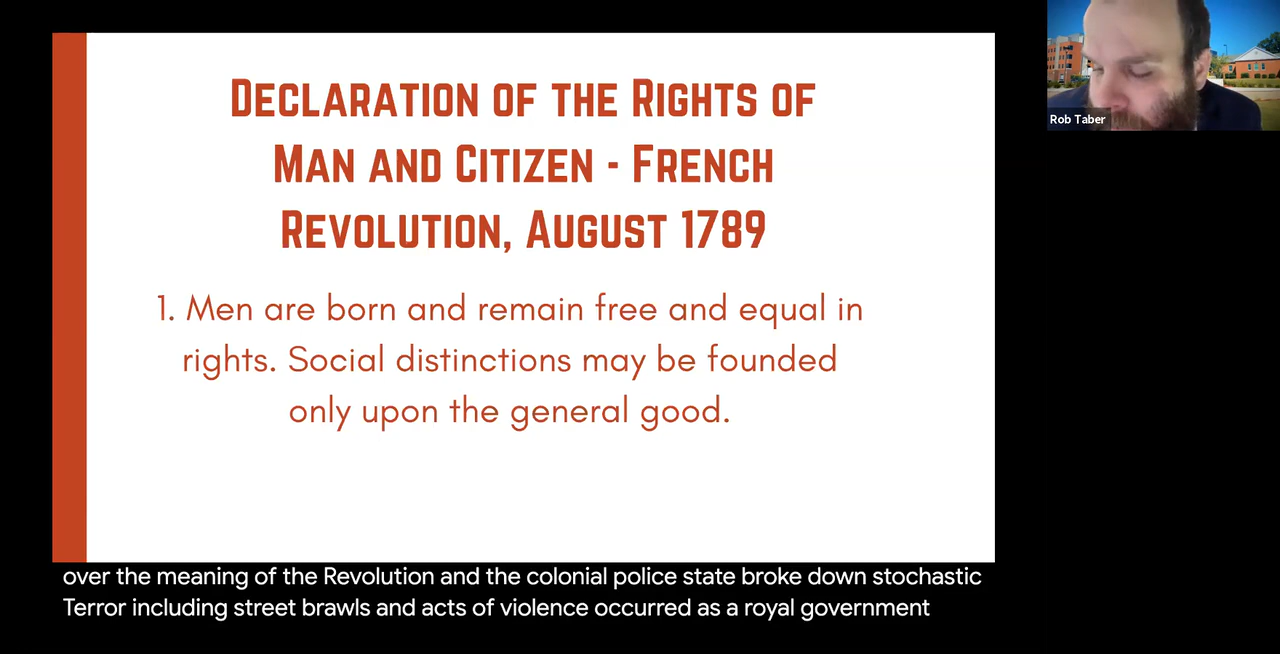 DECLARATION OF THE RIGHTS OF
MAN AND CITIZEN - FRENCH
REVOLUTION, AUGUST 1789
1. Men are born and remain free and equal in
rights. Social distinctions may be founded
only upon the general good.
Rob Taber
over the meaning of the Revolution and the colonial police state broke down stochastic
Terror including street brawls and acts of violence occurred as a royal government